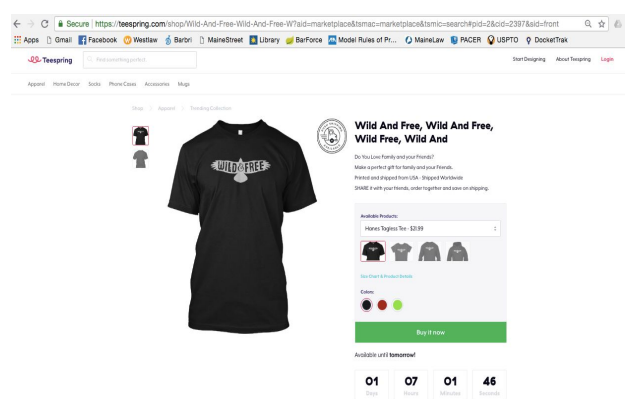 Secure | https://teespring.com/shop/Wild-And-Free-Wild-And-Free-W?aid=marketplace&tsmac=marketplace&tsmic=search#pid=2&cid=2397&sid=front
Apps Gmail Facebook Westlaw Barbri MaineStreet Library BarForce Model Rules of Pr... MaineLaw PACER USPTO DocketTrak
Teespring Find something perfect Start Designing About Teespring Login
Apparel Home Decor Socks Phone Cases Accessories Mugs
Shop / Apparel / Trending Collection
Wild And Free, Wild And Free,
Wild Free, Wild And
WILD & FREE
Do You Love Family and your Friends?
Make a perfect gift for family and your Friends.
Printed and shipped from USA - Shipped Worldwide
SHARE it with your friends, order together and save on shipping.
Available Products:
Hanes Tagless Tee - $21.99
Size Chart & Product Details
Colors:
Buy it now
Available until tomorrow!
01 07 01 46
Days Hours Minutes Seconds